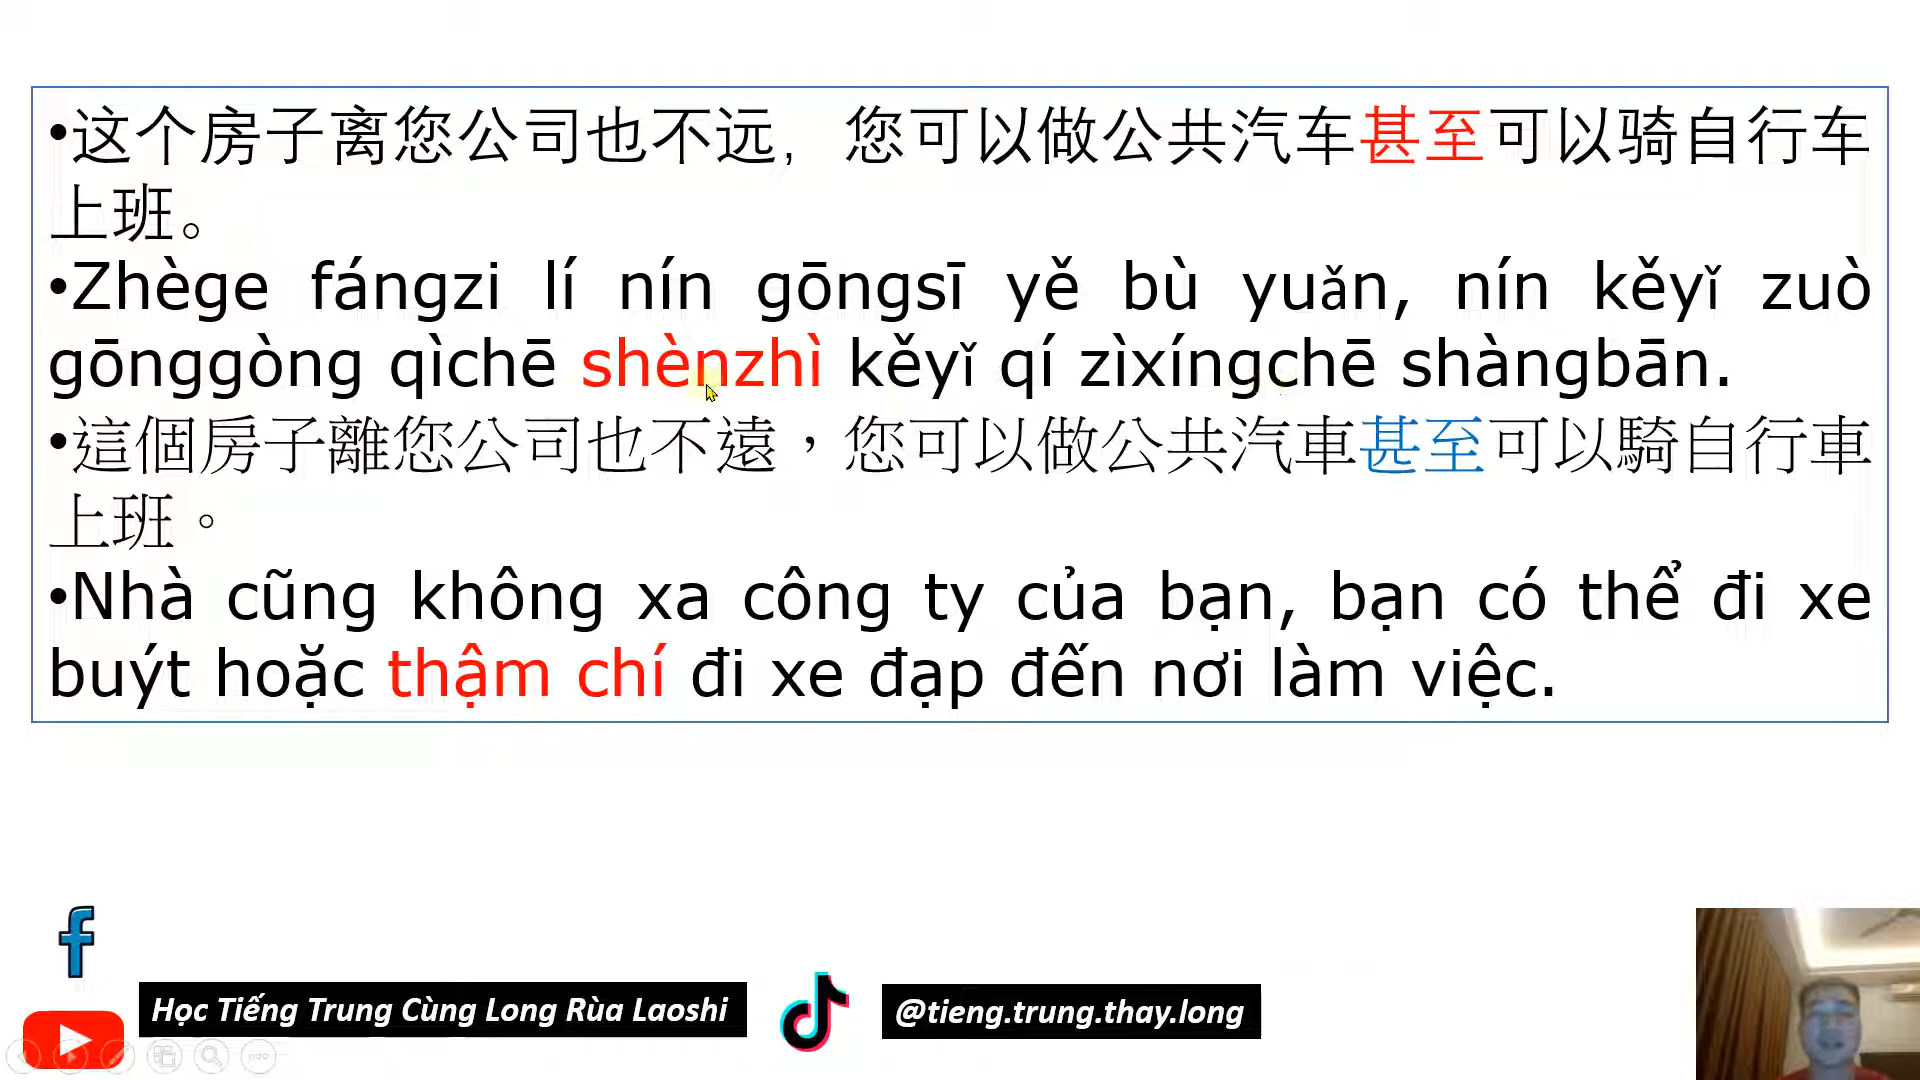 •这个房子离您公司也不远，您可以做公共汽车甚至可以骑自行车
上班。
•Zhège fángzi lí nín gōngsī yě bù yuǎn, nín kěyǐ zuò
gōnggòng qìchē shènzhì kěyǐ qí zìxíngchē shàngbān.
•這個房子離您公司也不遠，您可以做公共汽車甚至可以騎自行車
上班。
•Nhà cũng không xa công ty của bạn, bạn có thể đi xe
buýt hoặc thậm chí đi xe đạp đến nơi làm việc.
Học Tiếng Trung Cùng Long Rùa Laoshi
@tieng.trung.thay.long